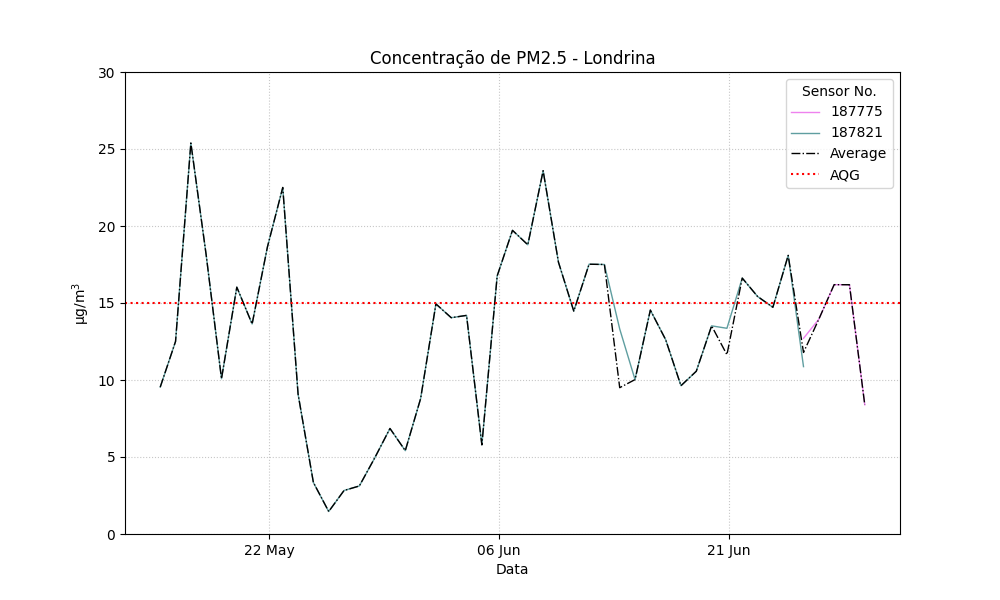 Concentração de PM2.5 - Londrina
30
25
20
15
10
5
0
µg/m³
22 May
06 Jun
21 Jun
Data
Sensor No.
187775
187821
Average
AQG